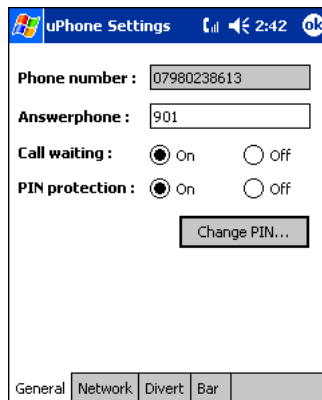 uPhone Settings 2:42 ok
Phone number : 07980238613
Answerphone : 901
Call waiting : On Off
PIN protection : On Off
Change PIN...
General Network Divert Bar